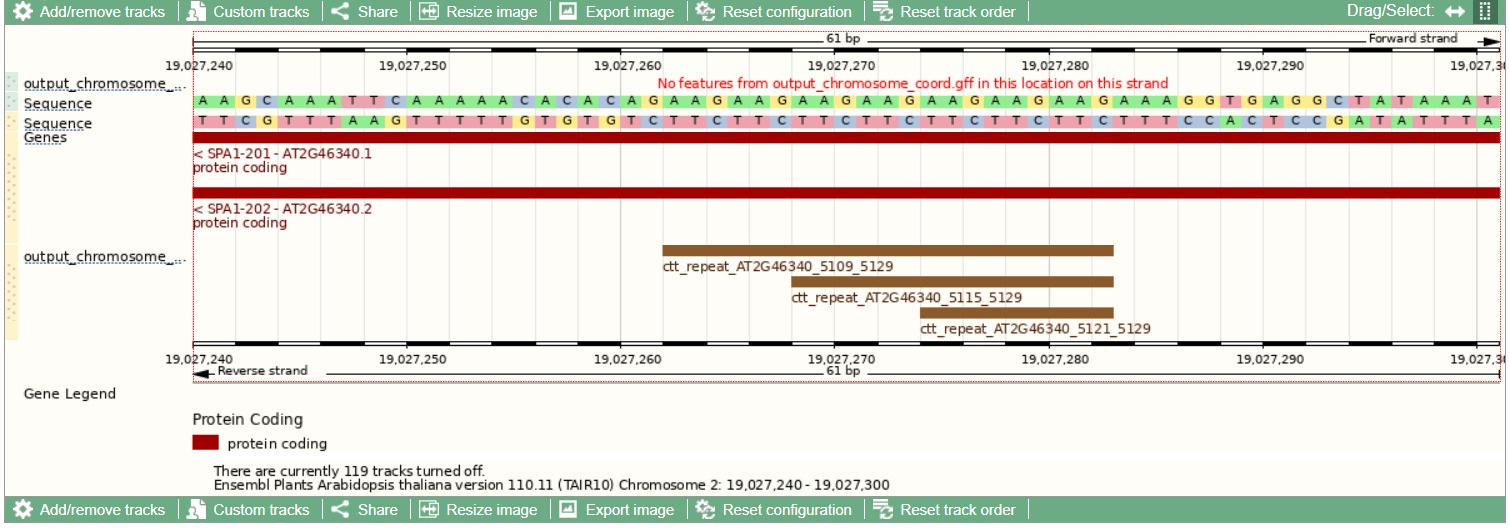 Add/remove tracks Custom tracks Share Resize image Export image Reset configuration Reset track order Drag/Select:
61 bp Forward strand
19,027,240 19,027,250 19,027,260 19,027,270 19,027,280 19,027,290 19,027,30
output_chromosome_... No features from output_chromosome_coord.gff in this location on this strand
Sequence A A G C A A A T T C A A A A A C A C A C A G A A G A A G A A G A A G A A G A A G A A G A A A G G T G A G G C T A T A A A T
Sequence T T C G T T T A A G T T T T T G T G T G T C T T C T T C T T C T T C T T C T T C T T C T T T C C A C T C C G A T A T T T A
Genes
< SPA1-201 - AT2G46340.1
protein coding
< SPA1-202 - AT2G46340.2
protein coding
output_chromosome_...
ctt_repeat_AT2G46340_5109_5129
ctt_repeat_AT2G46340_5115_5129
ctt_repeat_AT2G46340_5121_5129
19,027,240 19,027,250 19,027,260 19,027,270 19,027,280 19,027,290 19,027,30
Reverse strand 61 bp
Gene Legend
Protein Coding
protein coding
There are currently 119 tracks turned off.
Ensembl Plants Arabidopsis thaliana version 110.11 (TAIR10) Chromosome 2: 19,027,240 - 19,027,300
Add/remove tracks Custom tracks Share Resize image Export image Reset configuration Reset track order